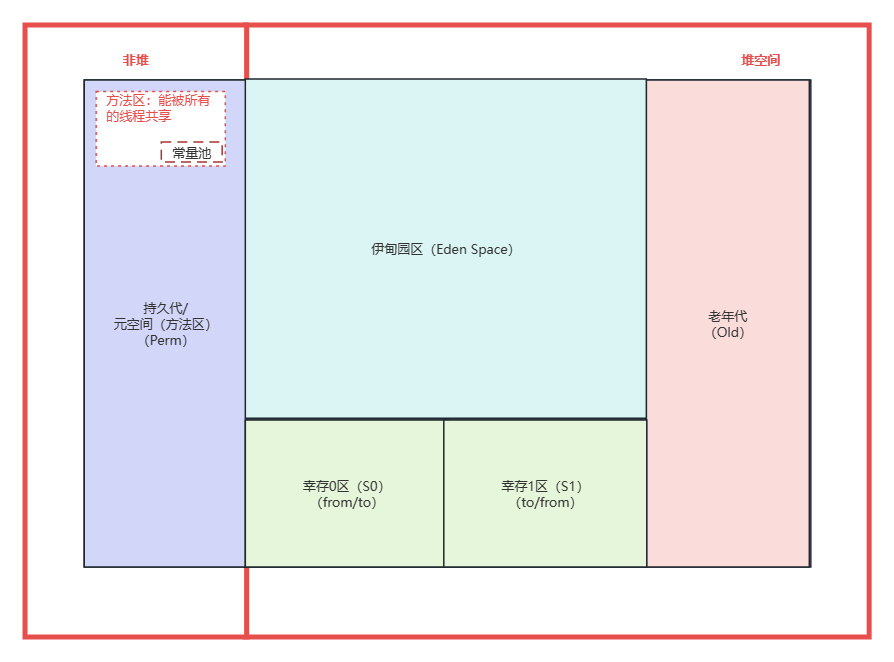 非堆
堆空间
方法区：能被所有
的线程共享
常量池
伊甸园区（Eden Space）
持久代/
元空间（方法区）
（Perm）
老年代
（Old）
幸存0区（S0）
（from/to）
幸存1区（S1）
（to/from）